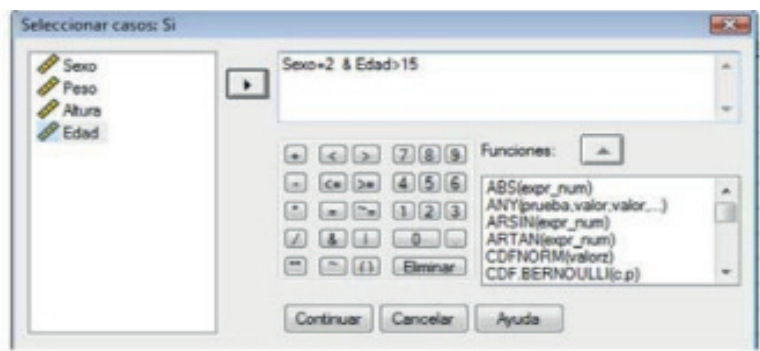 Seleccionar casos: Si
Sexo
Peso
Altura
Edad
Sexo=2 & Edad>15
+ < > 7 8 9
- <= >= 4 5 6
* = ~= 1 2 3
/ & | 0 .
** ~ () Eliminar
Funciones:
ABS(expr_num)
ANY(prueba,valor,valor,...)
ARSIN(expr_num)
ARTAN(expr_num)
CDFNORM(valorz)
CDF.BERNOULLI(c,p)
Continuar
Cancelar
Ayuda